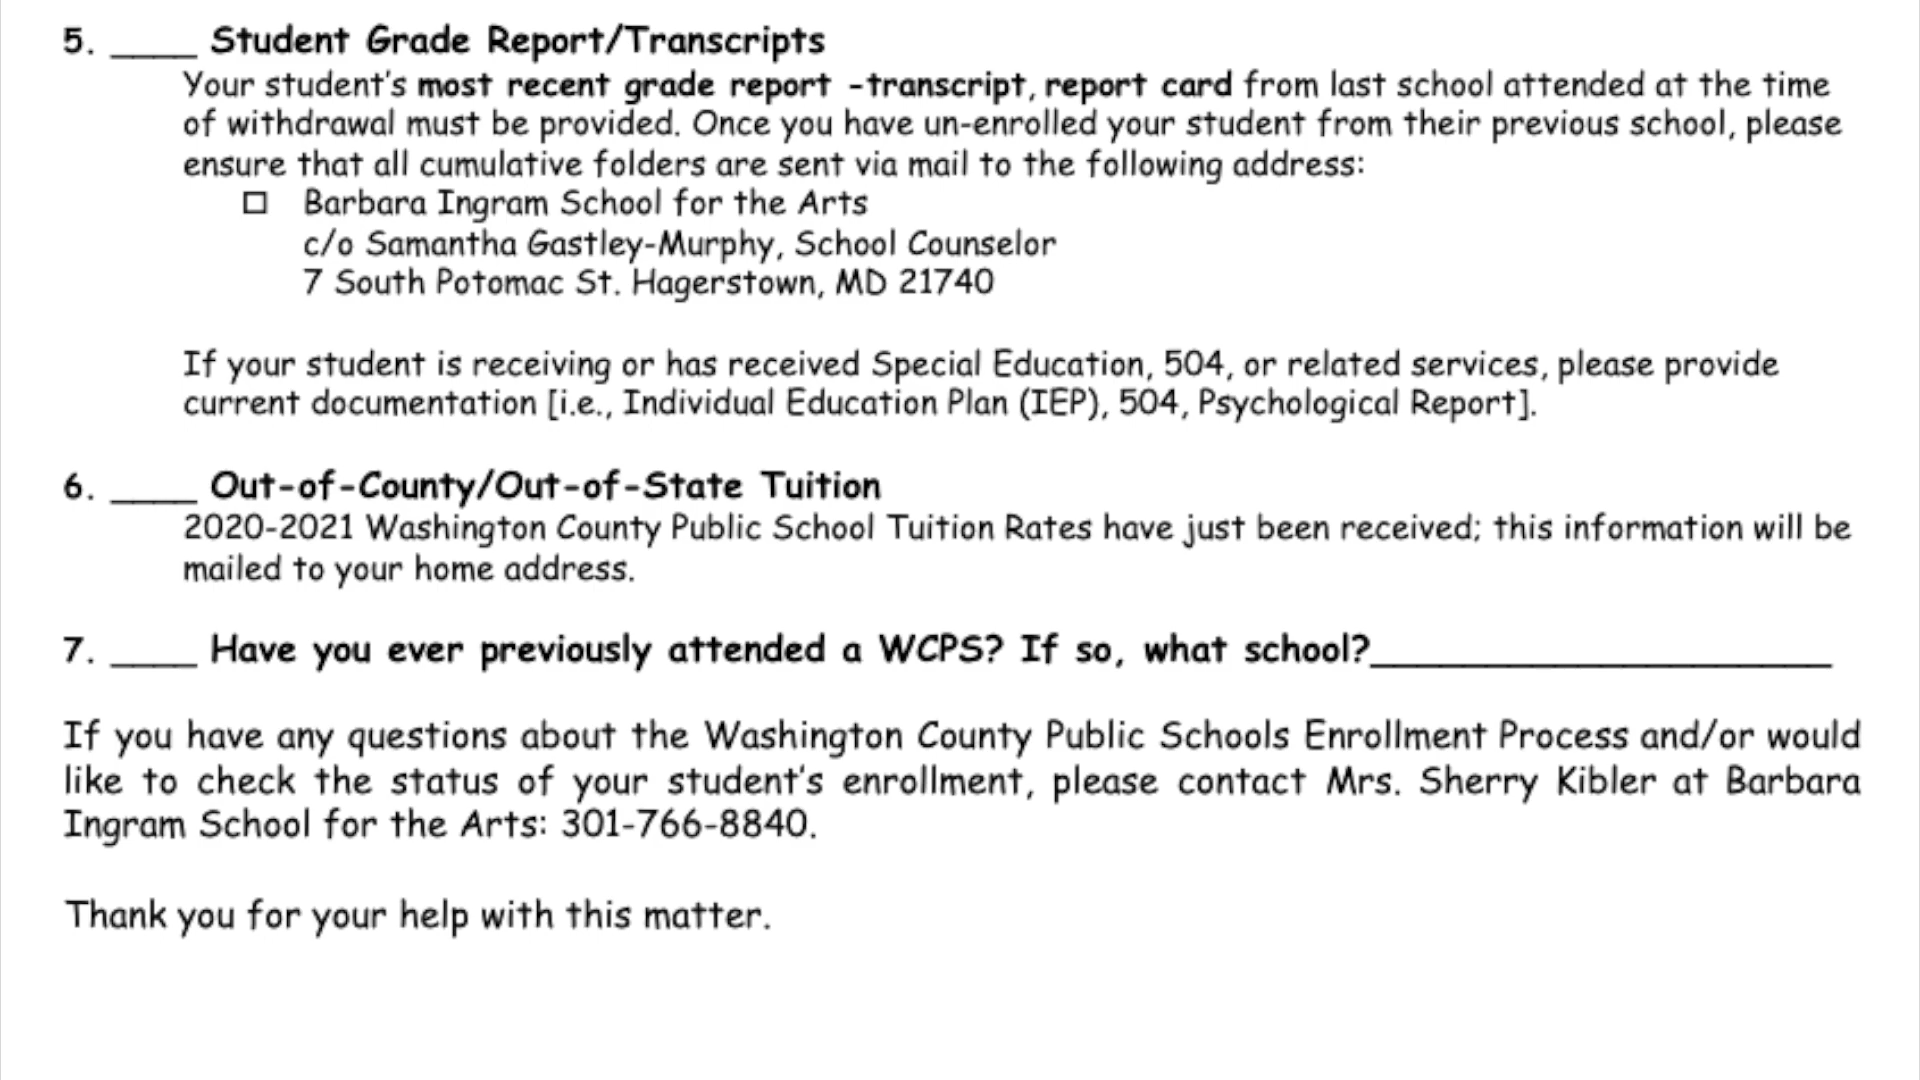 5. ____ Student Grade Report/Transcripts
Your student's most recent grade report -transcript, report card from last school attended at the time
of withdrawal must be provided. Once you have un-enrolled your student from their previous school, please
ensure that all cumulative folders are sent via mail to the following address:
□ Barbara Ingram School for the Arts
c/o Samantha Gastley-Murphy, School Counselor
7 South Potomac St. Hagerstown, MD 21740
If your student is receiving or has received Special Education, 504, or related services, please provide
current documentation [i.e., Individual Education Plan (IEP), 504, Psychological Report].
6. ____ Out-of-County/Out-of-State Tuition
2020-2021 Washington County Public School Tuition Rates have just been received; this information will be
mailed to your home address.
7. ____ Have you ever previously attended a WCPS? If so, what school?______________________
If you have any questions about the Washington County Public Schools Enrollment Process and/or would
like to check the status of your student's enrollment, please contact Mrs. Sherry Kibler at Barbara
Ingram School for the Arts: 301-766-8840.
Thank you for your help with this matter.